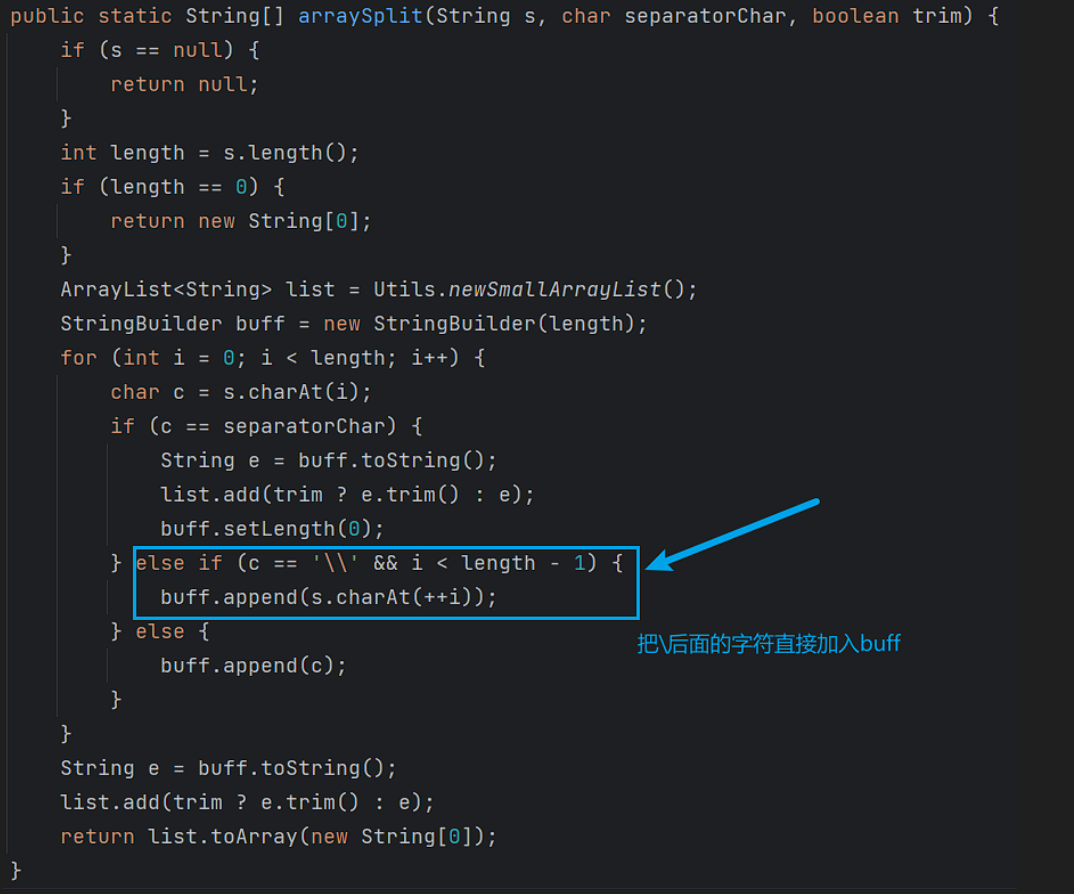 public static String[] arraySplit(String s, char separatorChar, boolean trim) {
    if (s == null) {
        return null;
    }
    int length = s.length();
    if (length == 0) {
        return new String[0];
    }
    ArrayList<String> list = Utils.newSmallArrayList();
    StringBuilder buff = new StringBuilder(length);
    for (int i = 0; i < length; i++) {
        char c = s.charAt(i);
        if (c == separatorChar) {
            String e = buff.toString();
            list.add(trim ? e.trim() : e);
            buff.setLength(0);
        } else if (c == '\\' && i < length - 1) {
            buff.append(s.charAt(++i));
        } else {
把\后面的字符直接加入buff
            buff.append(c);
        }
    }
    String e = buff.toString();
    list.add(trim ? e.trim() : e);
    return list.toArray(new String[0]);
}